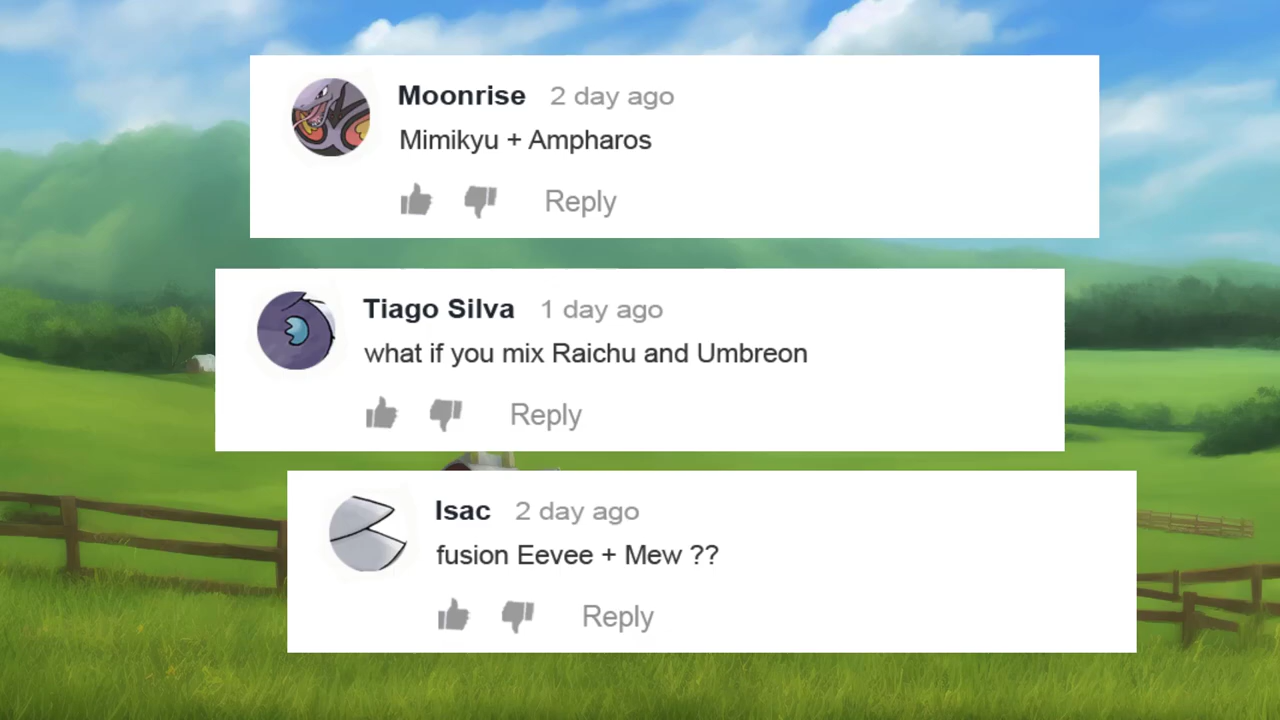 Moonrise 2 day ago
Mimikyu + Ampharos
Reply
Tiago Silva 1 day ago
what if you mix Raichu and Umbreon
Reply
Isac 2 day ago
fusion Eevee + Mew ??
Reply